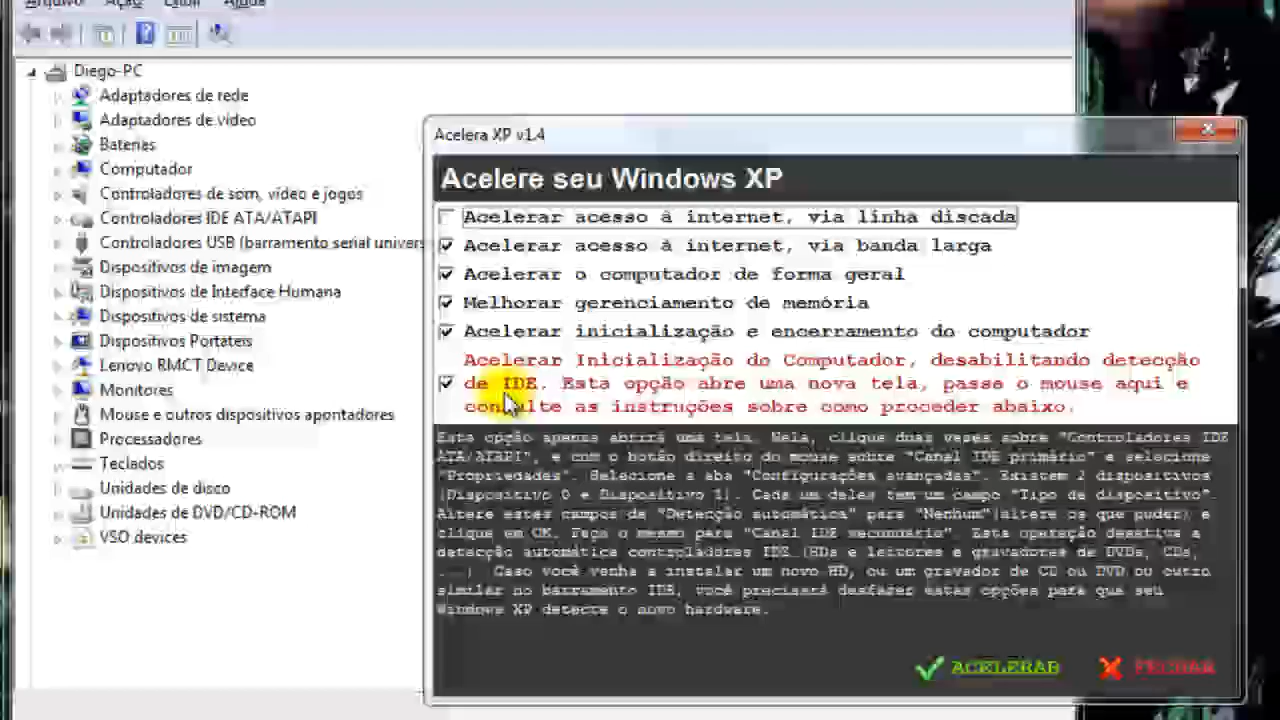 Arquivo Ação Exibir Ajuda
Diego-PC
Adaptadores de rede
Adaptadores de vídeo
Baterias
Computador
Controladores de som, vídeo e jogos
Controladores IDE ATA/ATAPI
Controladores USB (barramento serial univers
Dispositivos de imagem
Dispositivos de Interface Humana
Dispositivos de sistema
Dispositivos Portáteis
Lenovo RMCT Device
Monitores
Mouse e outros dispositivos apontadores
Processadores
Teclados
Unidades de disco
Unidades de DVD/CD-ROM
VSO devices
Acelera XP v1.4
Acelere seu Windows XP
Acelerar acesso à internet, via linha discada
Acelerar acesso à internet, via banda larga
Acelerar o computador de forma geral
Melhorar gerenciamento de memória
Acelerar inicialização e encerramento do computador
Acelerar Inicialização do Computador, desabilitando detecção
de IDE. Esta opção abre uma nova tela, passe o mouse aqui e
consulte as instruções sobre como proceder abaixo.
Esta opção apenas abrirá uma tela. Nela, clique duas vezes sobre "Controladores IDE
ATA/ATAPI", e com o botão direito do mouse sobre "Canal IDE primário" e selecione
"Propriedades". Selecione a aba "Configurações avançadas". Existem 2 dispositivos
(Dispositivo 0 e Dispositivo 1). Cada um deles tem um campo "Tipo de dispositivo".
Altere estes campos de "Detecção automática" para "Nenhum"(altere os que puder) e
clique em OK. Faça o mesmo para "Canal IDE secundário". Esta operação desativa a
detecção automática controladores IDE (HDs e leitores e gravadores de DVDs, CDs,
...). Caso você venha a instalar um novo HD, ou um gravador de CD ou DVD ou outro
similar no barramento IDE, você precisará desfazer estas opções para que seu
Windows XP detecte o novo hardware.
ACELERAR FECHAR